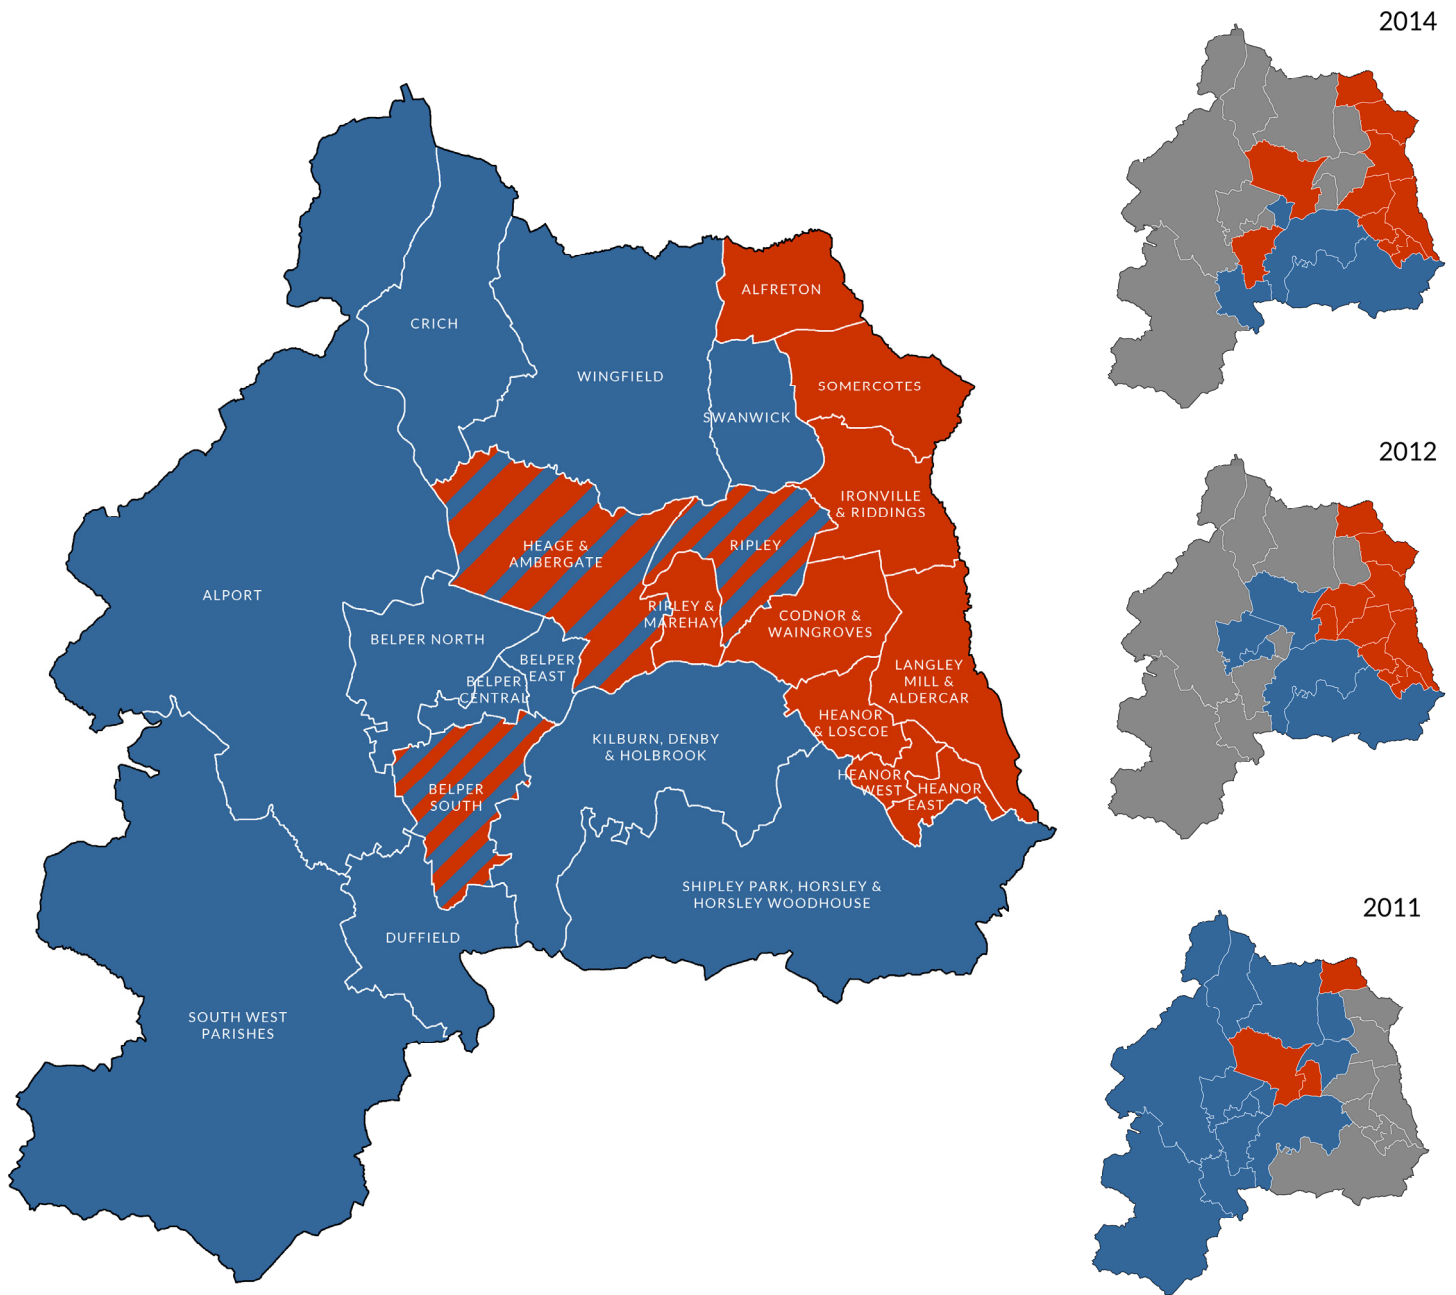 2014
ALFRETON
CRICH
WINGFIELD
SOMERCOTES
SWANWICK
2012
IRONVILLE
& RIDDINGS
HEAGE &
AMBERGATE
RIPLEY
ALPORT
RIPLEY &
MAREHAY
CODNOR &
WAINGROVES
BELPER NORTH
BELPER
EAST
BELPER
CENTRAL
LANGLEY
MILL &
ALDERCAR
HEANOR
& LOSCOE
KILBURN, DENBY
& HOLBROOK
HEANOR
WEST
HEANOR
EAST
BELPER
SOUTH
SHIPLEY PARK, HORSLEY &
HORSLEY WOODHOUSE
2011
DUFFIELD
SOUTH WEST
PARISHES